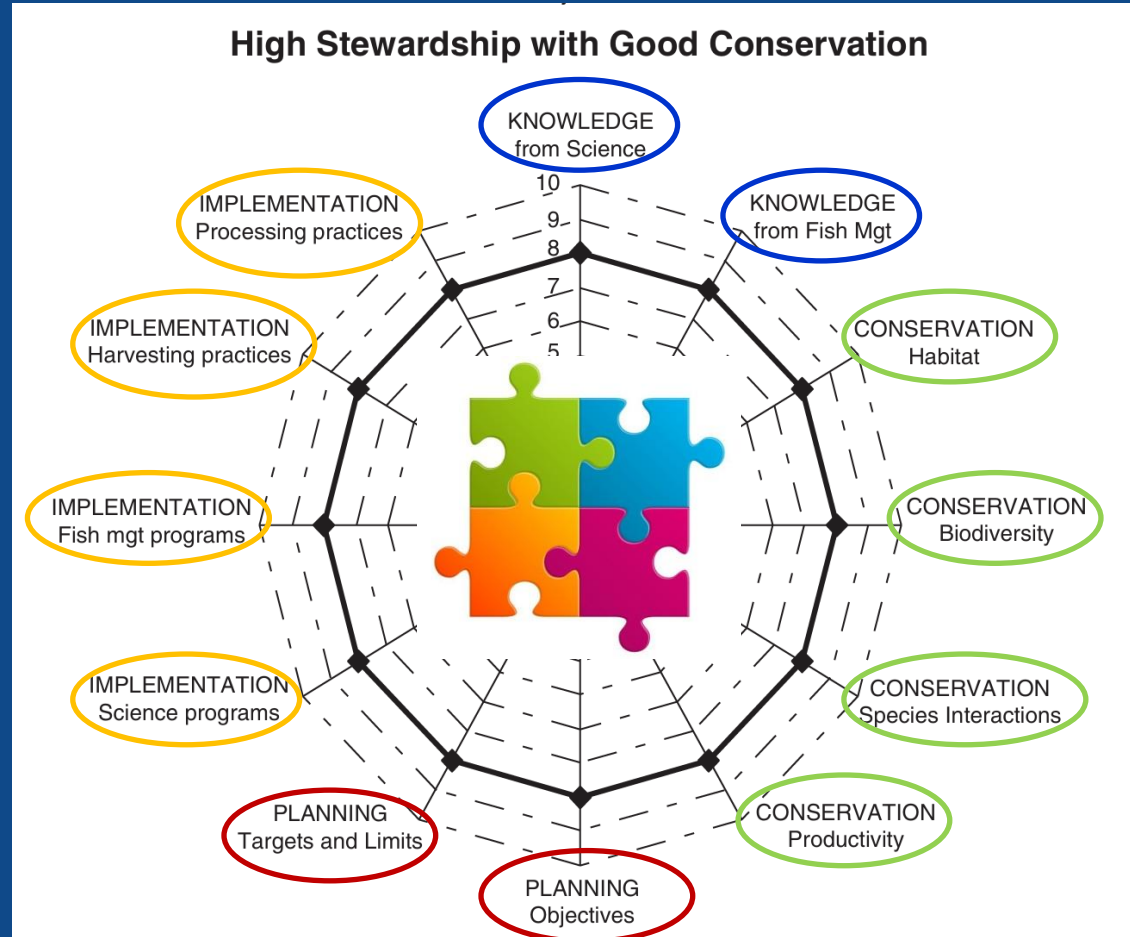 High Stewardship with Good Conservation
KNOWLEDGE
from Science
KNOWLEDGE
from Fish Mgt
CONSERVATION
Habitat
CONSERVATION
Biodiversity
CONSERVATION
Species Interactions
CONSERVATION
Productivity
PLANNING
Objectives
PLANNING
Targets and Limits
IMPLEMENTATION
Science programs
IMPLEMENTATION
Fish mgt programs
IMPLEMENTATION
Harvesting practices
IMPLEMENTATION
Processing practices
10
9
8
7
6
5